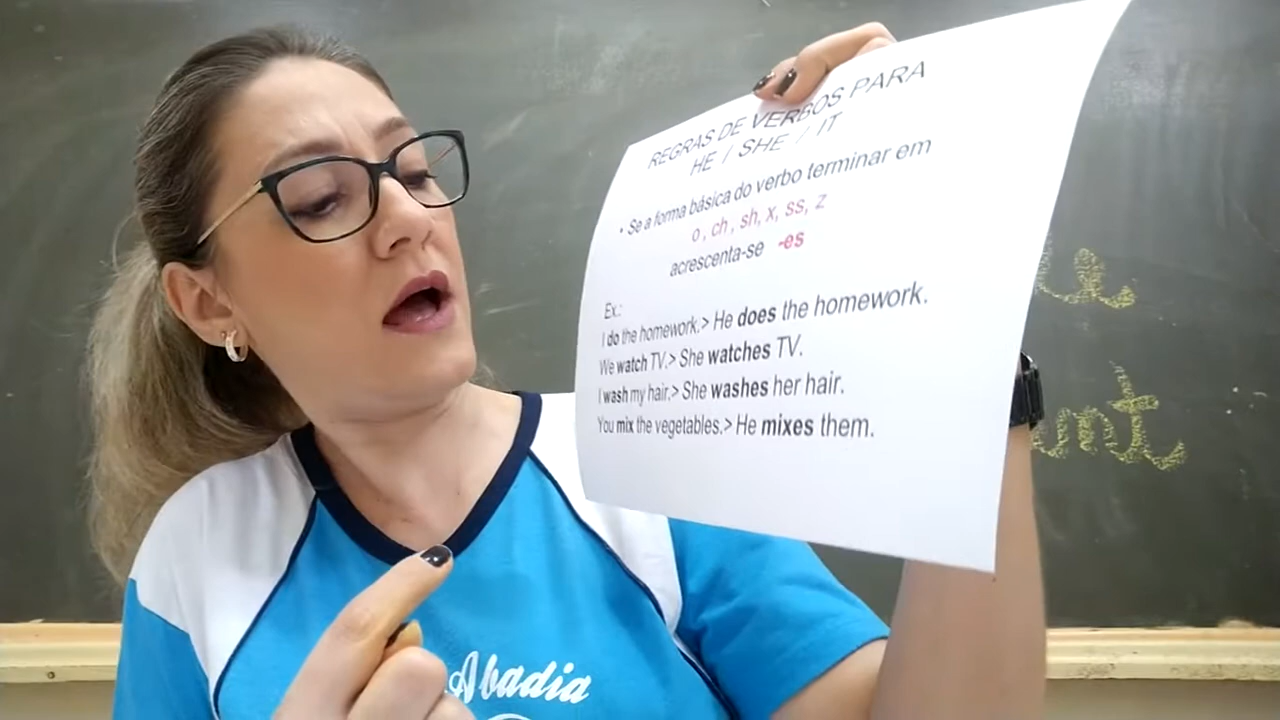 REGRAS DE VERBOS PARA
HE / SHE / IT
• Se a forma básica do verbo terminar em
o, ch, sh, x, ss, z
acrescenta-se -es
Ex.:
I do the homework.> He does the homework.
We watch TV.> She watches TV.
I wash my hair.> She washes her hair.
You mix the vegetables.> He mixes them.
Abadia